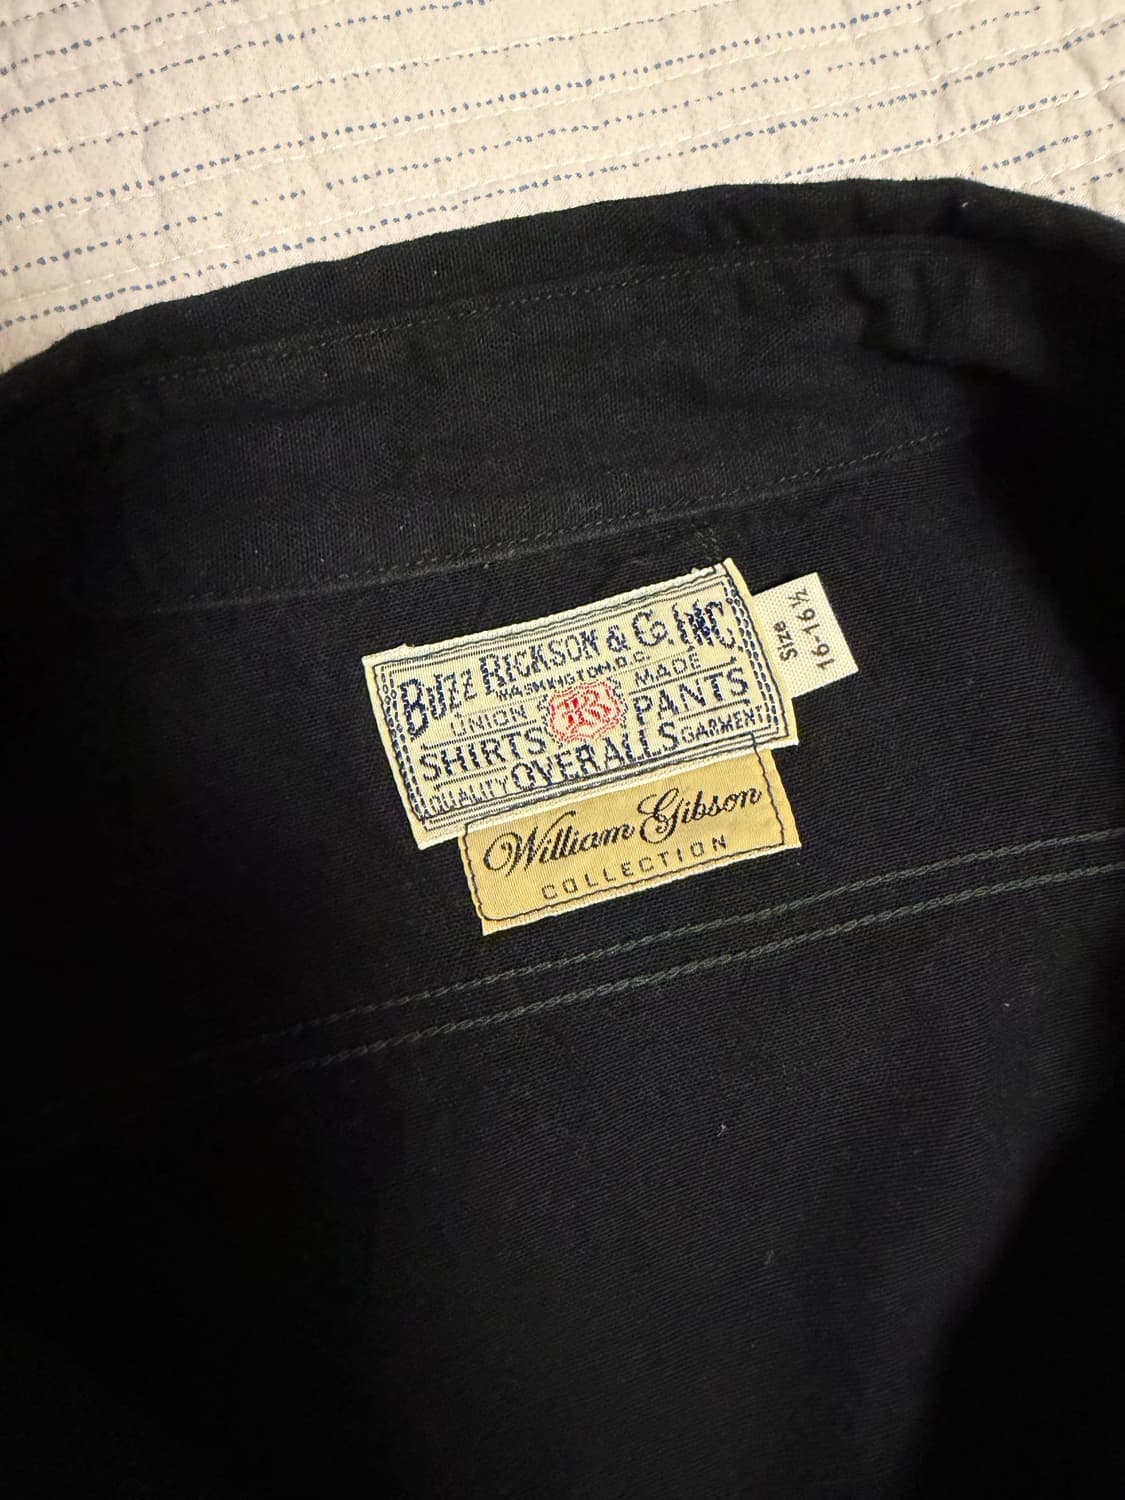 BUZZ RICKSON & CO. INC.
WASHINGTON, D.C.
UNION MADE
R
SHIRTS PANTS
QUALITY OVERALLS GARMENT
William Gibson
COLLECTION
Size
16-16½